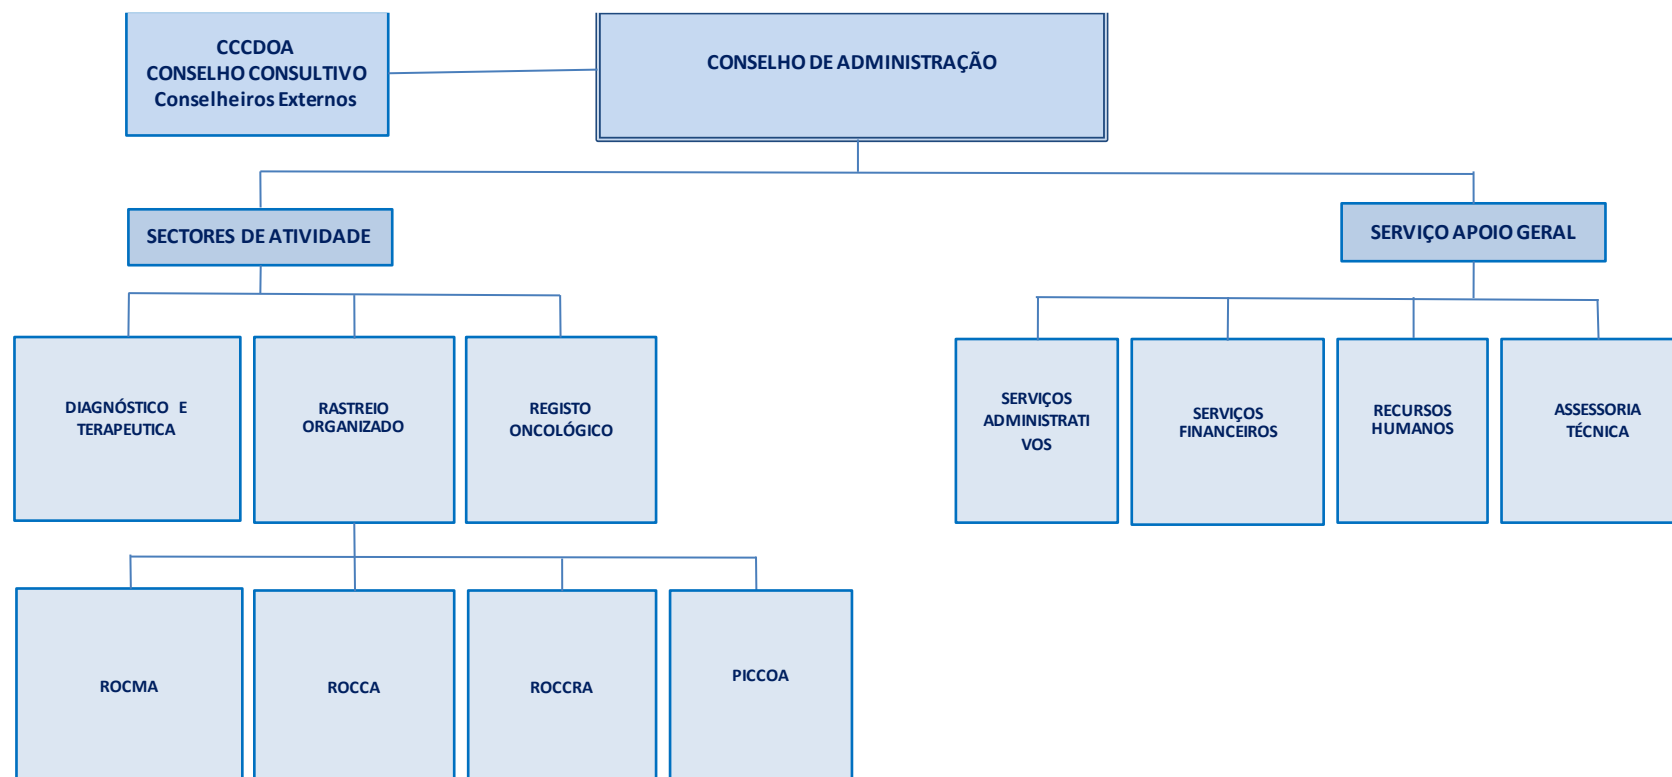 CCCDOA
CONSELHO CONSULTIVO
Conselheiros Externos
CONSELHO DE ADMINISTRAÇÃO
SECTORES DE ATIVIDADE
SERVIÇO APOIO GERAL
DIAGNÓSTICO E
TERAPEUTICA
RASTREIO
ORGANIZADO
REGISTO
ONCOLÓGICO
SERVIÇOS
ADMINISTRATI
VOS
SERVIÇOS
FINANCEIROS
RECURSOS
HUMANOS
ASSESSORIA
TÉCNICA
ROCMA
ROCCA
ROCCRA
PICCOA